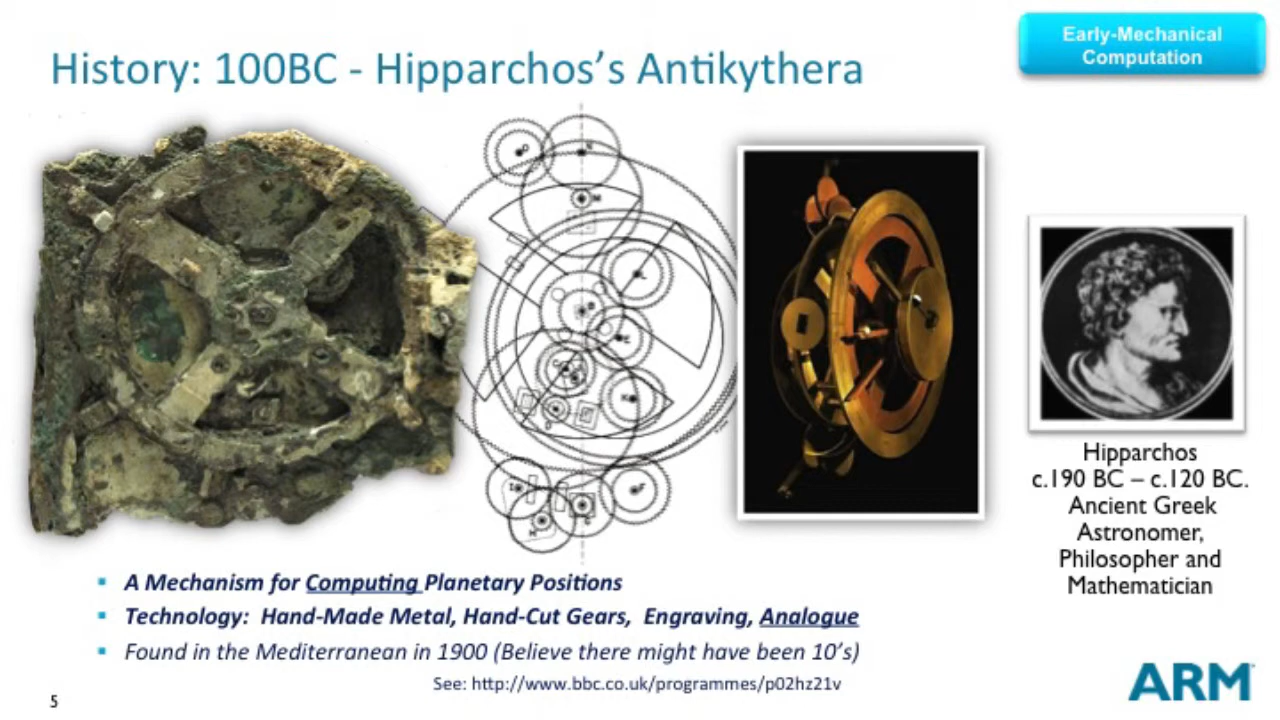 Early-Mechanical
Computation
History: 100BC - Hipparchos's Antikythera
Hipparchos
c.190 BC – c.120 BC.
Ancient Greek
Astronomer,
Philosopher and
Mathematician
▪ A Mechanism for Computing Planetary Positions
▪ Technology: Hand-Made Metal, Hand-Cut Gears, Engraving, Analogue
▪ Found in the Mediterranean in 1900 (Believe there might have been 10's)
See: http://www.bbc.co.uk/programmes/p02hz21v
5
ARM